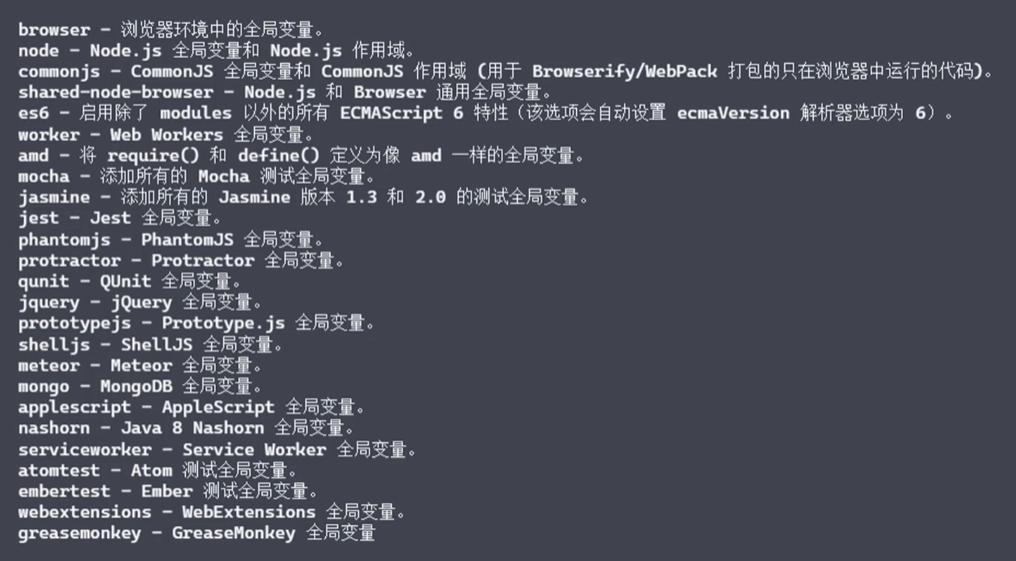 browser - 浏览器环境中的全局变量。
node - Node.js 全局变量和 Node.js 作用域。
commonjs - CommonJS 全局变量和 CommonJS 作用域 (用于 Browserify/WebPack 打包的只在浏览器中运行的代码)。
shared-node-browser - Node.js 和 Browser 通用全局变量。
es6 - 启用除了 modules 以外的所有 ECMAScript 6 特性（该选项会自动设置 ecmaVersion 解析器选项为 6）。
worker - Web Workers 全局变量。
amd - 将 require() 和 define() 定义为像 amd 一样的全局变量。
mocha - 添加所有的 Mocha 测试全局变量。
jasmine - 添加所有的 Jasmine 版本 1.3 和 2.0 的测试全局变量。
jest - Jest 全局变量。
phantomjs - PhantomJS 全局变量。
protractor - Protractor 全局变量。
qunit - QUnit 全局变量。
jquery - jQuery 全局变量。
prototypejs - Prototype.js 全局变量。
shelljs - ShellJS 全局变量。
meteor - Meteor 全局变量。
mongo - MongoDB 全局变量。
applescript - AppleScript 全局变量。
nashorn - Java 8 Nashorn 全局变量。
serviceworker - Service Worker 全局变量。
atomtest - Atom 测试全局变量。
embertest - Ember 测试全局变量。
webextensions - WebExtensions 全局变量。
greasemonkey - GreaseMonkey 全局变量